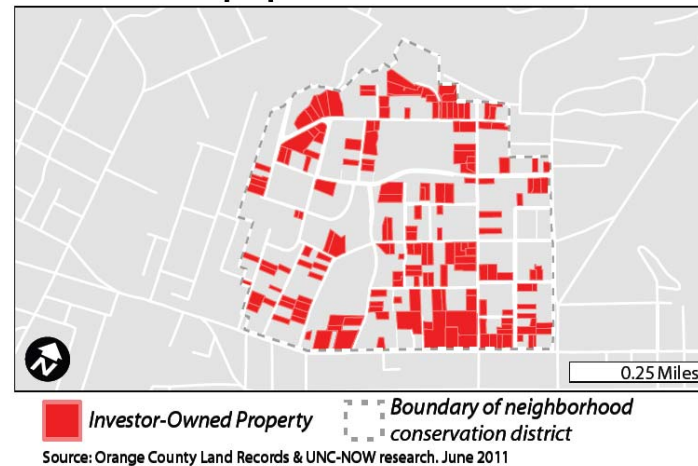 N
0.25 Miles
Investor-Owned Property
Boundary of neighborhood
conservation district
Source: Orange County Land Records & UNC-NOW research. June 2011